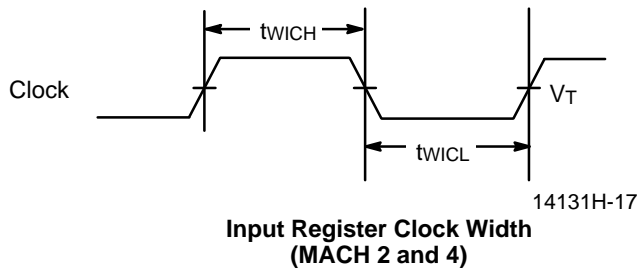 tWICH
Clock
VT
tWICL
14131H-17
Input Register Clock Width
(MACH 2 and 4)